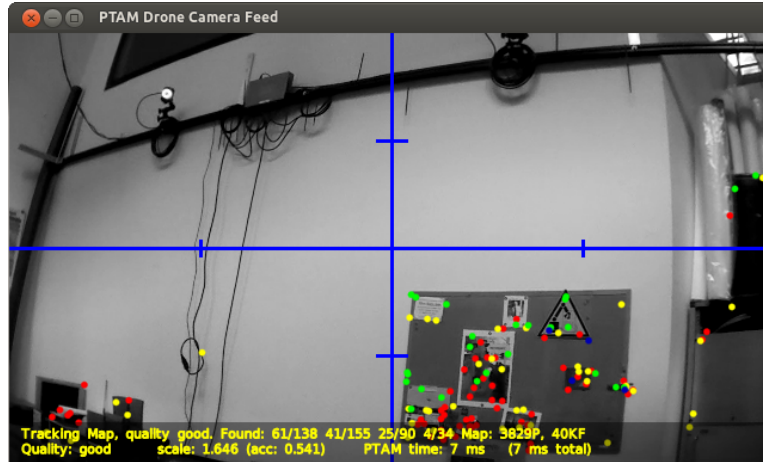 PTAM Drone Camera Feed
Tracking Map, quality good. Found: 61/138 41/155 25/90 4/34 Map: 3829P, 40KF
Quality: good scale: 1.646 (acc: 0.541) PTAM time: 7 ms (7 ms total)